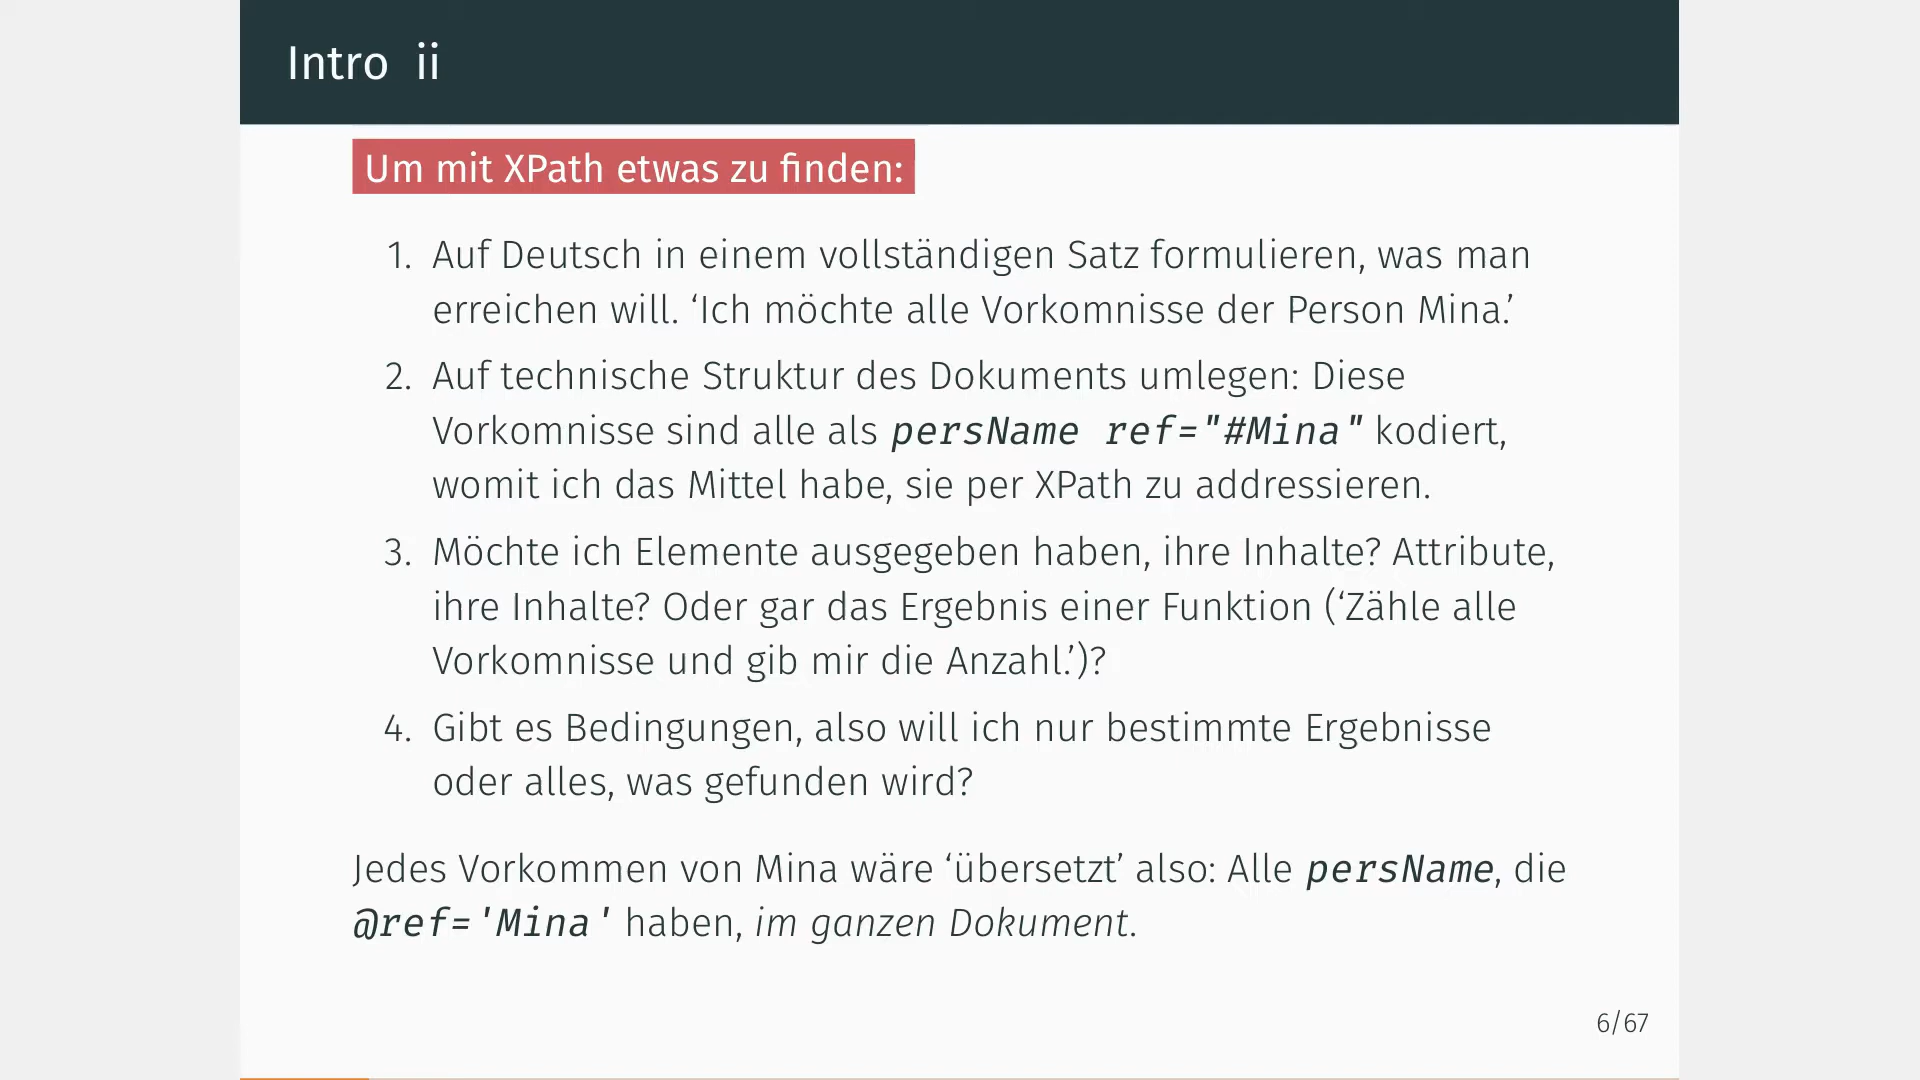 Intro ii
Um mit XPath etwas zu finden:
1. Auf Deutsch in einem vollständigen Satz formulieren, was man
erreichen will. ‘Ich möchte alle Vorkomnisse der Person Mina.’
2. Auf technische Struktur des Dokuments umlegen: Diese
Vorkomnisse sind alle als persName ref="#Mina" kodiert,
womit ich das Mittel habe, sie per XPath zu addressieren.
3. Möchte ich Elemente ausgegeben haben, ihre Inhalte? Attribute,
ihre Inhalte? Oder gar das Ergebnis einer Funktion (‘Zähle alle
Vorkomnisse und gib mir die Anzahl.’)?
4. Gibt es Bedingungen, also will ich nur bestimmte Ergebnisse
oder alles, was gefunden wird?
Jedes Vorkommen von Mina wäre ‘übersetzt’ also: Alle persName, die
@ref='Mina' haben, im ganzen Dokument.
6/67